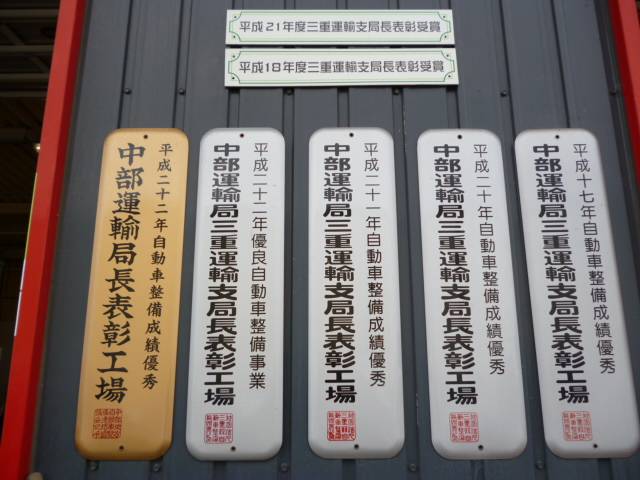 平成21年度三重運輸支局長表彰受賞
平成18年度三重運輸支局長表彰受賞
平成十七年自動車整備成績優秀
中部運輸局三重運輸支局長表彰工場
平成二十年自動車整備成績優秀
中部運輸局三重運輸支局長表彰工場
平成二十一年自動車整備成績優秀
中部運輸局三重運輸支局長表彰工場
平成二十二年優良自動車整備事業
中部運輸局三重運輸支局長表彰工場
平成二十二年自動車整備成績優秀
中部運輸局長表彰工場